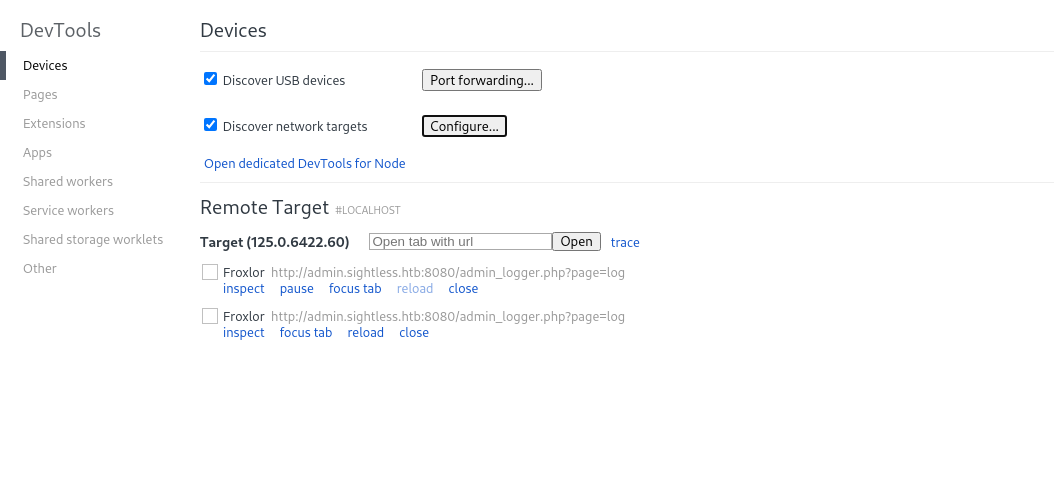 DevTools
Devices
Pages
Extensions
Apps
Shared workers
Service workers
Shared storage worklets
Other
Devices
Discover USB devices Port forwarding...
Discover network targets Configure...
Open dedicated DevTools for Node
Remote Target #LOCALHOST
Target (125.0.6422.60) Open tab with url Open trace
Froxlor http://admin.sightless.htb:8080/admin_logger.php?page=log
inspect pause focus tab reload close
Froxlor http://admin.sightless.htb:8080/admin_logger.php?page=log
inspect focus tab reload close